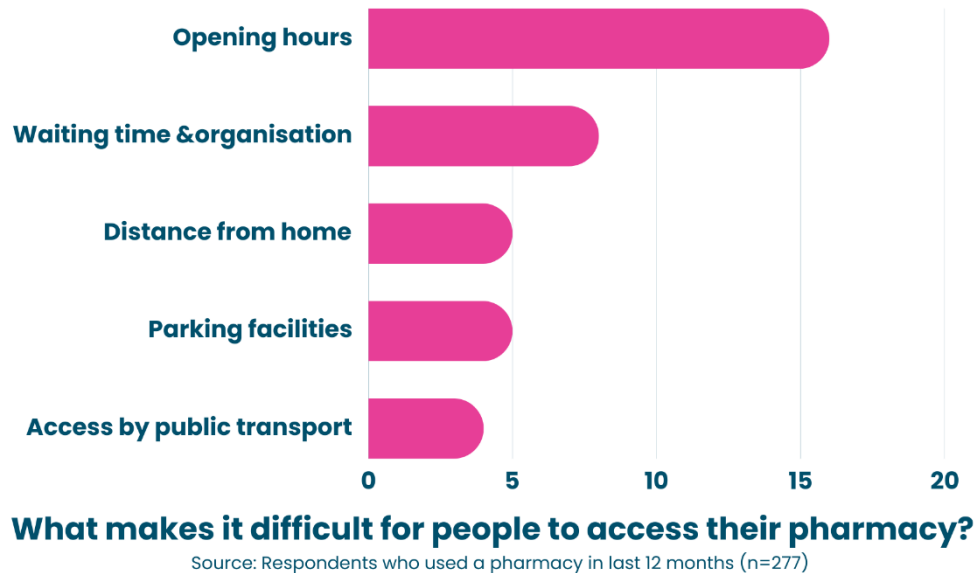 Opening hours
Waiting time &organisation
Distance from home
Parking facilities
Access by public transport
0 5 10 15 20
What makes it difficult for people to access their pharmacy?
Source: Respondents who used a pharmacy in last 12 months (n=277)